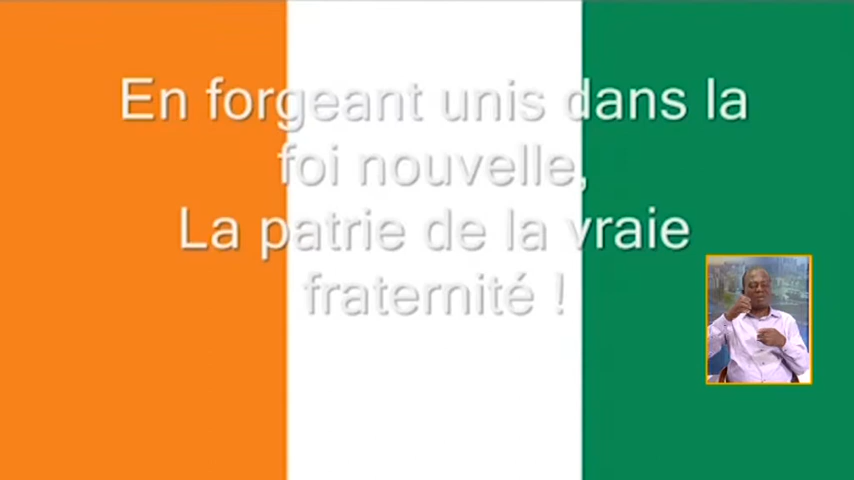 En forgeant unis dans la
foi nouvelle,
La patrie de la vraie
fraternité !